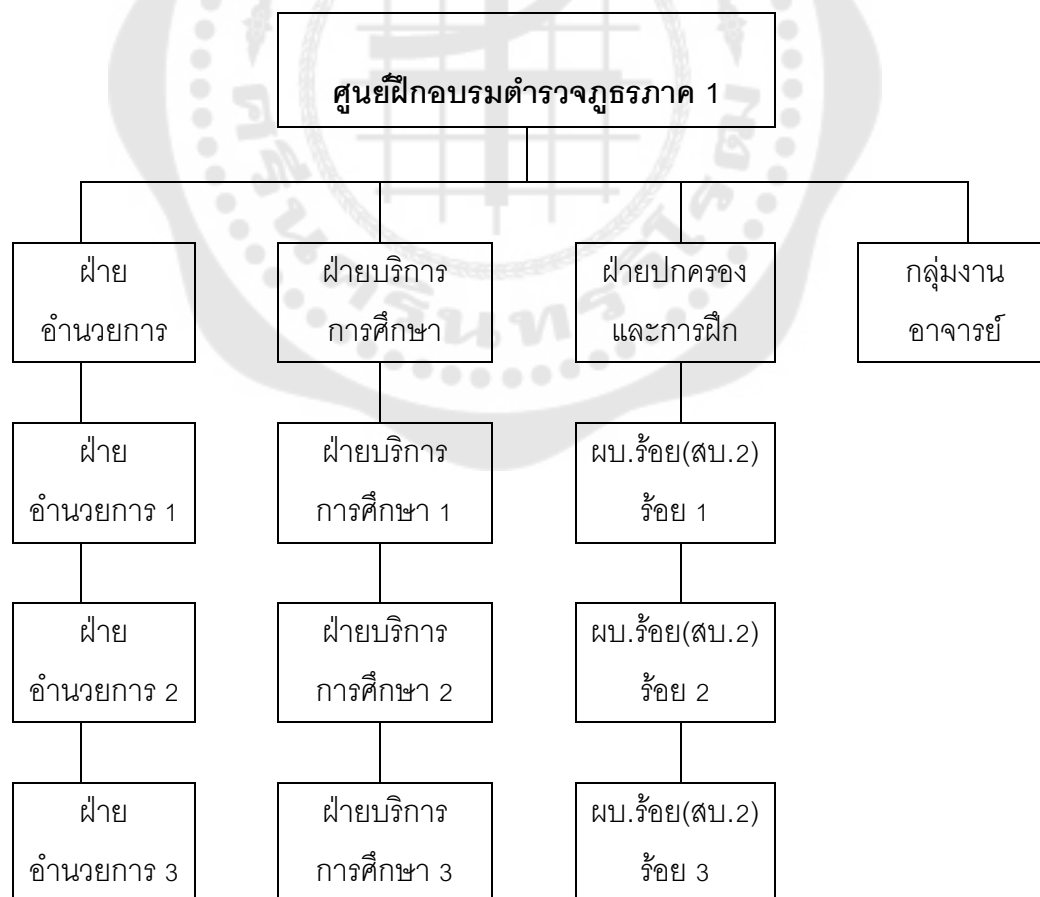 ศูนย์ฝึกอบรมตำรวจภูธรภาค 1
ฝ่าย
อำนวยการ
ฝ่ายบริการ
การศึกษา
ฝ่ายปกครอง
และการฝึก
กลุ่มงาน
อาจารย์
ฝ่าย
อำนวยการ 1
ฝ่ายบริการ
การศึกษา 1
ผบ.ร้อย(สบ.2)
ร้อย 1
ฝ่าย
อำนวยการ 2
ฝ่ายบริการ
การศึกษา 2
ผบ.ร้อย(สบ.2)
ร้อย 2
ฝ่าย
อำนวยการ 3
ฝ่ายบริการ
การศึกษา 3
ผบ.ร้อย(สบ.2)
ร้อย 3